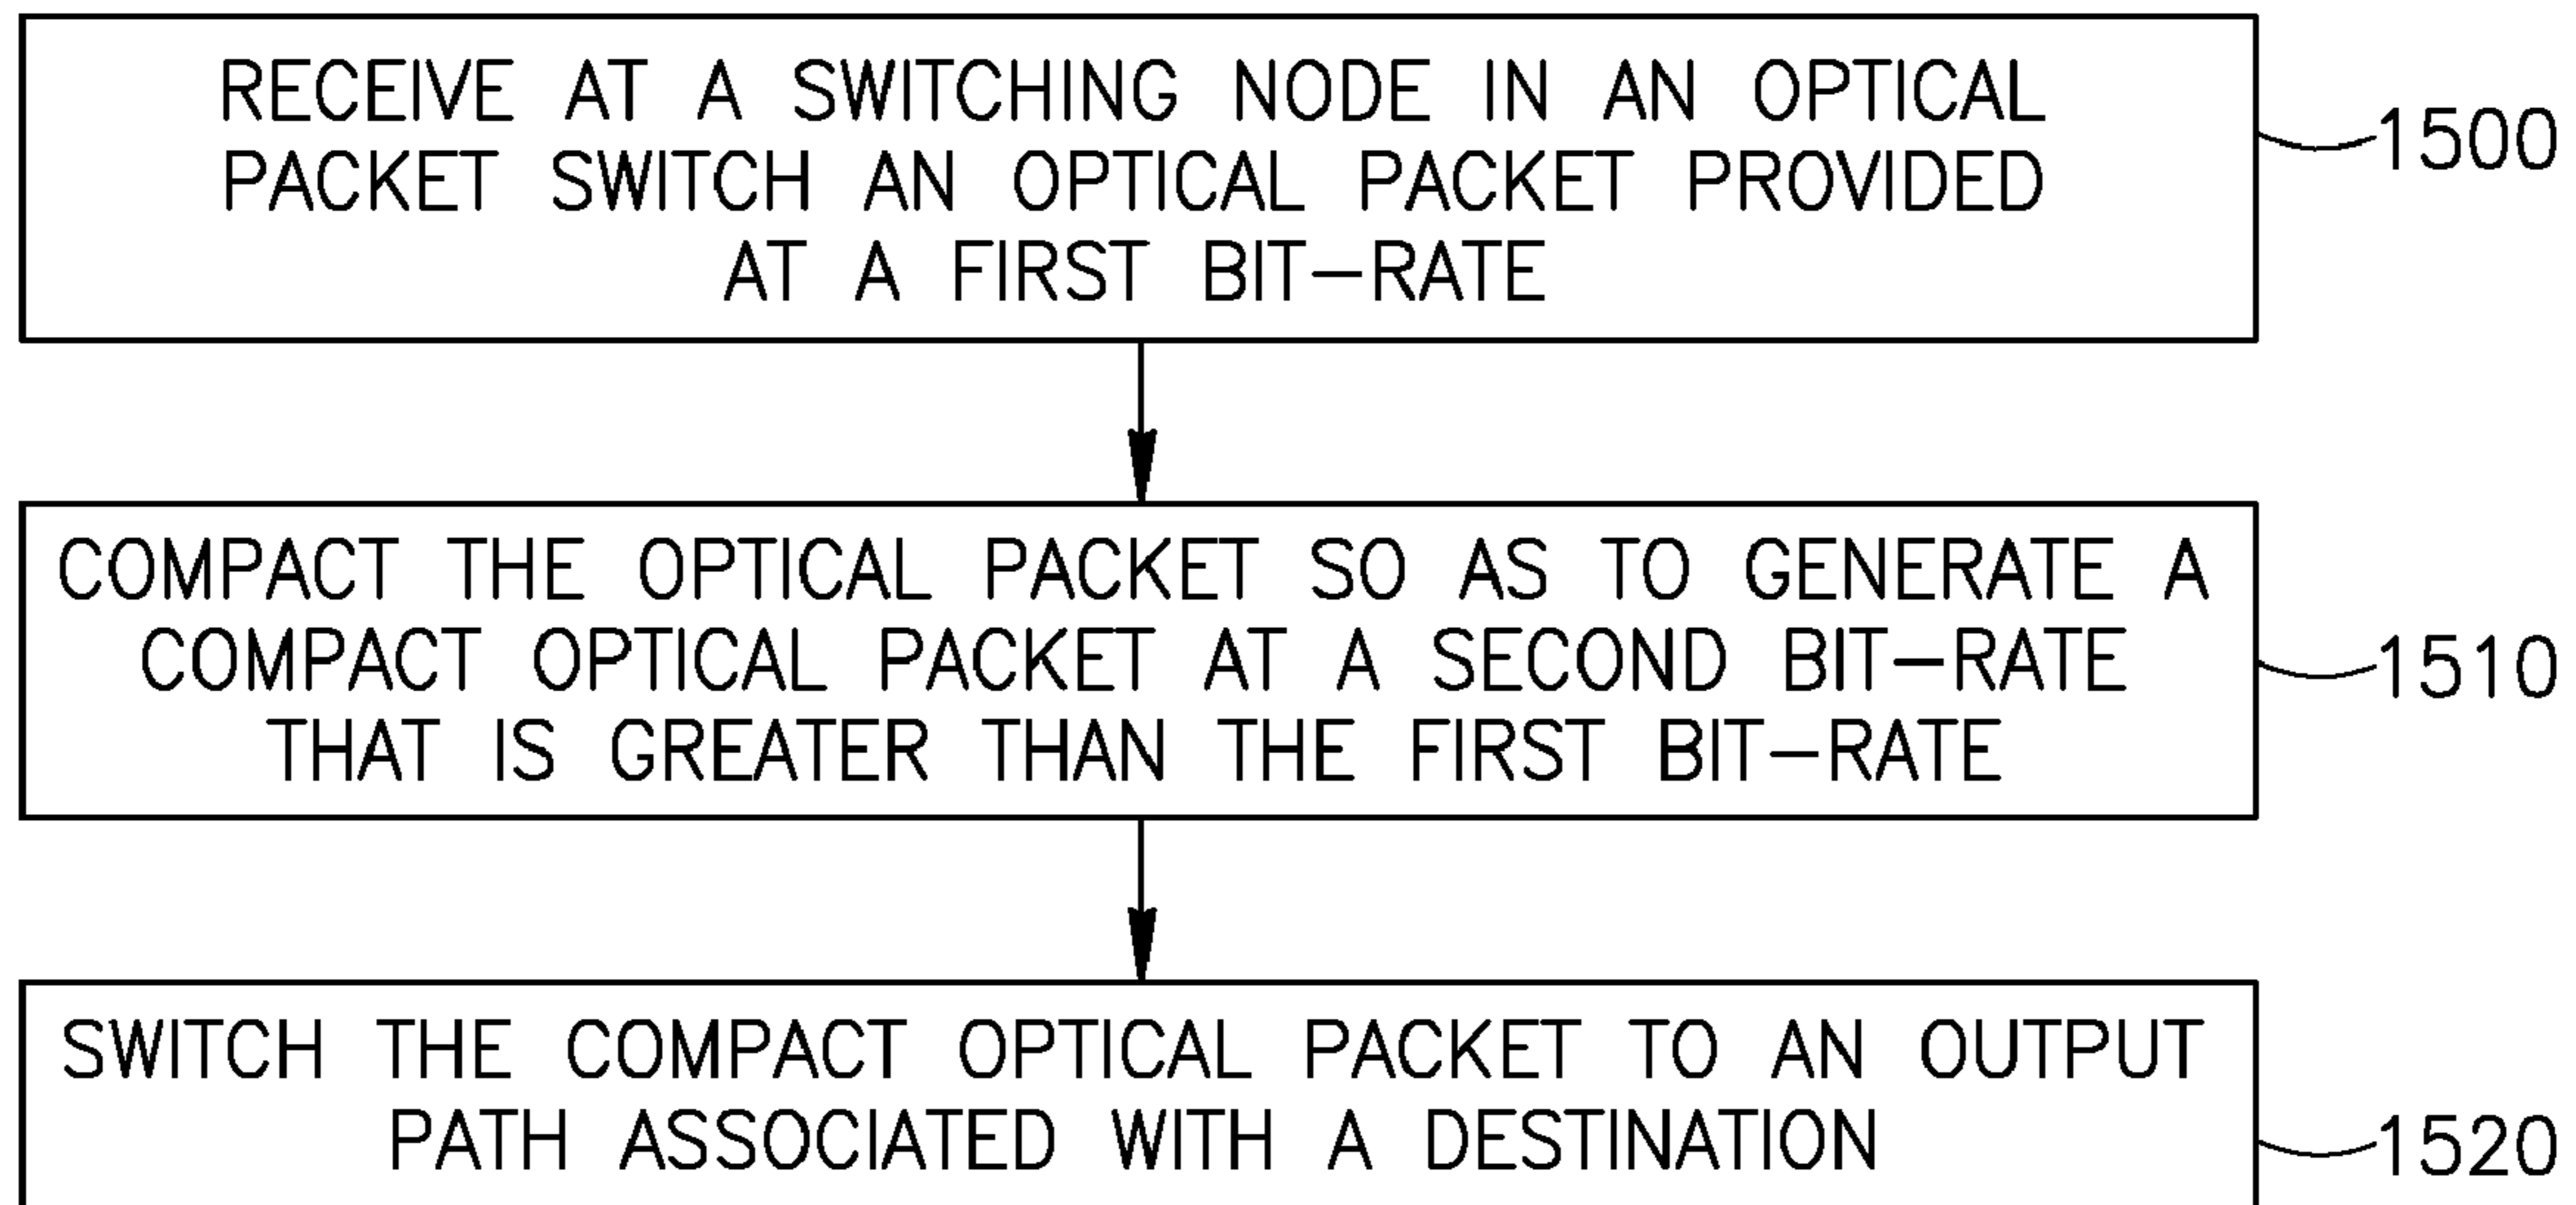 RECEIVE AT A SWITCHING NODE IN AN OPTICAL
PACKET SWITCH AN OPTICAL PACKET PROVIDED
AT A FIRST BIT-RATE
1500
COMPACT THE OPTICAL PACKET SO AS TO GENERATE A
COMPACT OPTICAL PACKET AT A SECOND BIT-RATE
THAT IS GREATER THAN THE FIRST BIT-RATE
1510
SWITCH THE COMPACT OPTICAL PACKET TO AN OUTPUT
PATH ASSOCIATED WITH A DESTINATION
1520